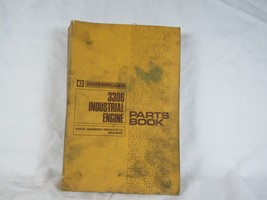 CATERPILLAR
3306
INDUSTRIAL
ENGINE
PARTS
BOOK